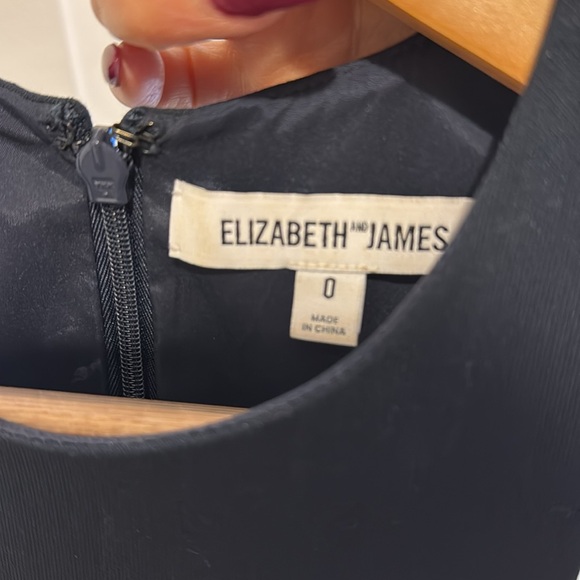 ELIZABETH AND JAMES
0
MADE
IN CHINA